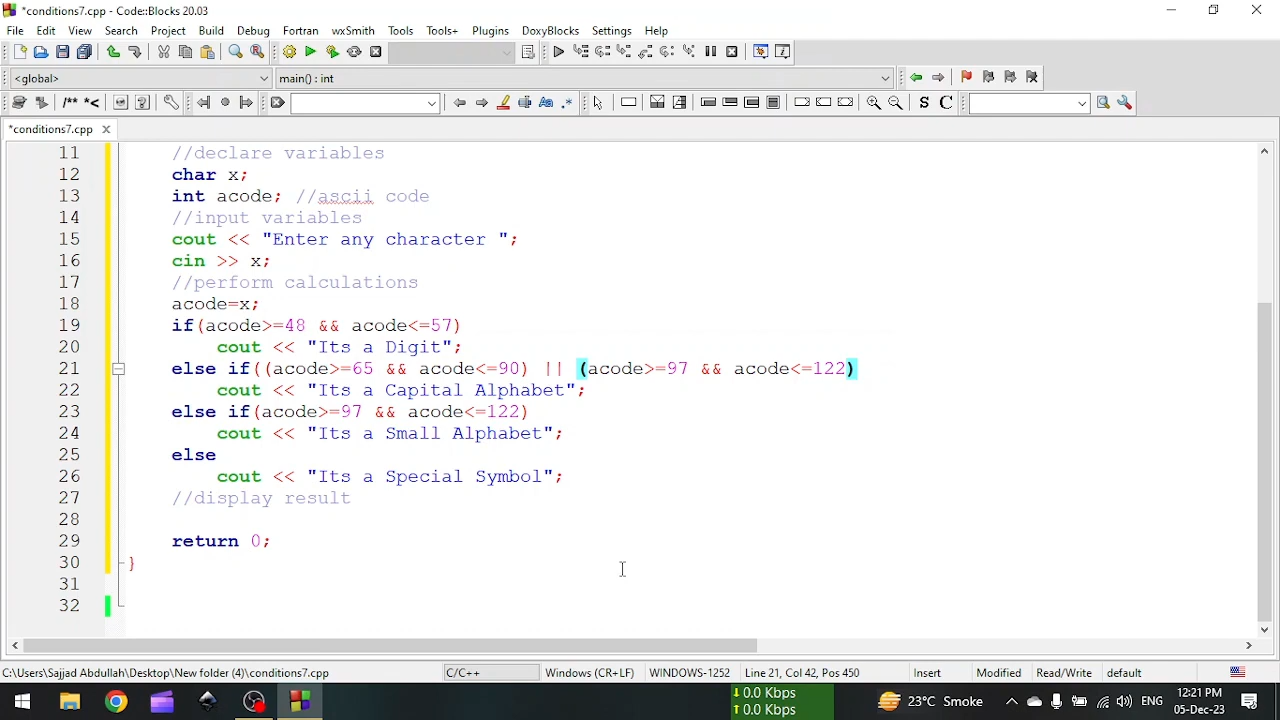 *conditions7.cpp - Code::Blocks 20.03
File Edit View Search Project Build Debug Fortran wxSmith Tools Tools+ Plugins DoxyBlocks Settings Help
<global> main() : int
/** *< S C
*conditions7.cpp
11 //declare variables
12 char x;
13 int acode; //ascii code
14 //input variables
15 cout << "Enter any character ";
16 cin >> x;
17 //perform calculations
18 acode=x;
19 if(acode>=48 && acode<=57)
20 cout << "Its a Digit";
21 else if((acode>=65 && acode<=90) || (acode>=97 && acode<=122)
22 cout << "Its a Capital Alphabet";
23 else if(acode>=97 && acode<=122)
24 cout << "Its a Small Alphabet";
25 else
26 cout << "Its a Special Symbol";
27 //display result
28
29 return 0;
30 }
31
32
C:\Users\Sajjad Abdullah\Desktop\New folder (4)\conditions7.cpp C/C++ Windows (CR+LF) WINDOWS-1252 Line 21, Col 42, Pos 450 Insert Modified Read/Write default
↓ 0.0 Kbps
↑ 0.0 Kbps
23°C Smoke ENG
12:21 PM
05-Dec-23